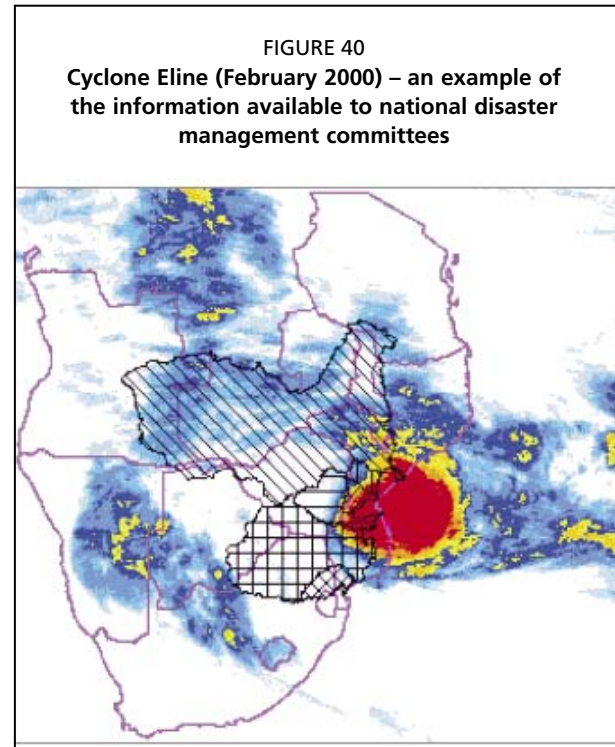 FIGURE 40
Cyclone Eline (February 2000) – an example of
the information available to national disaster
management committees